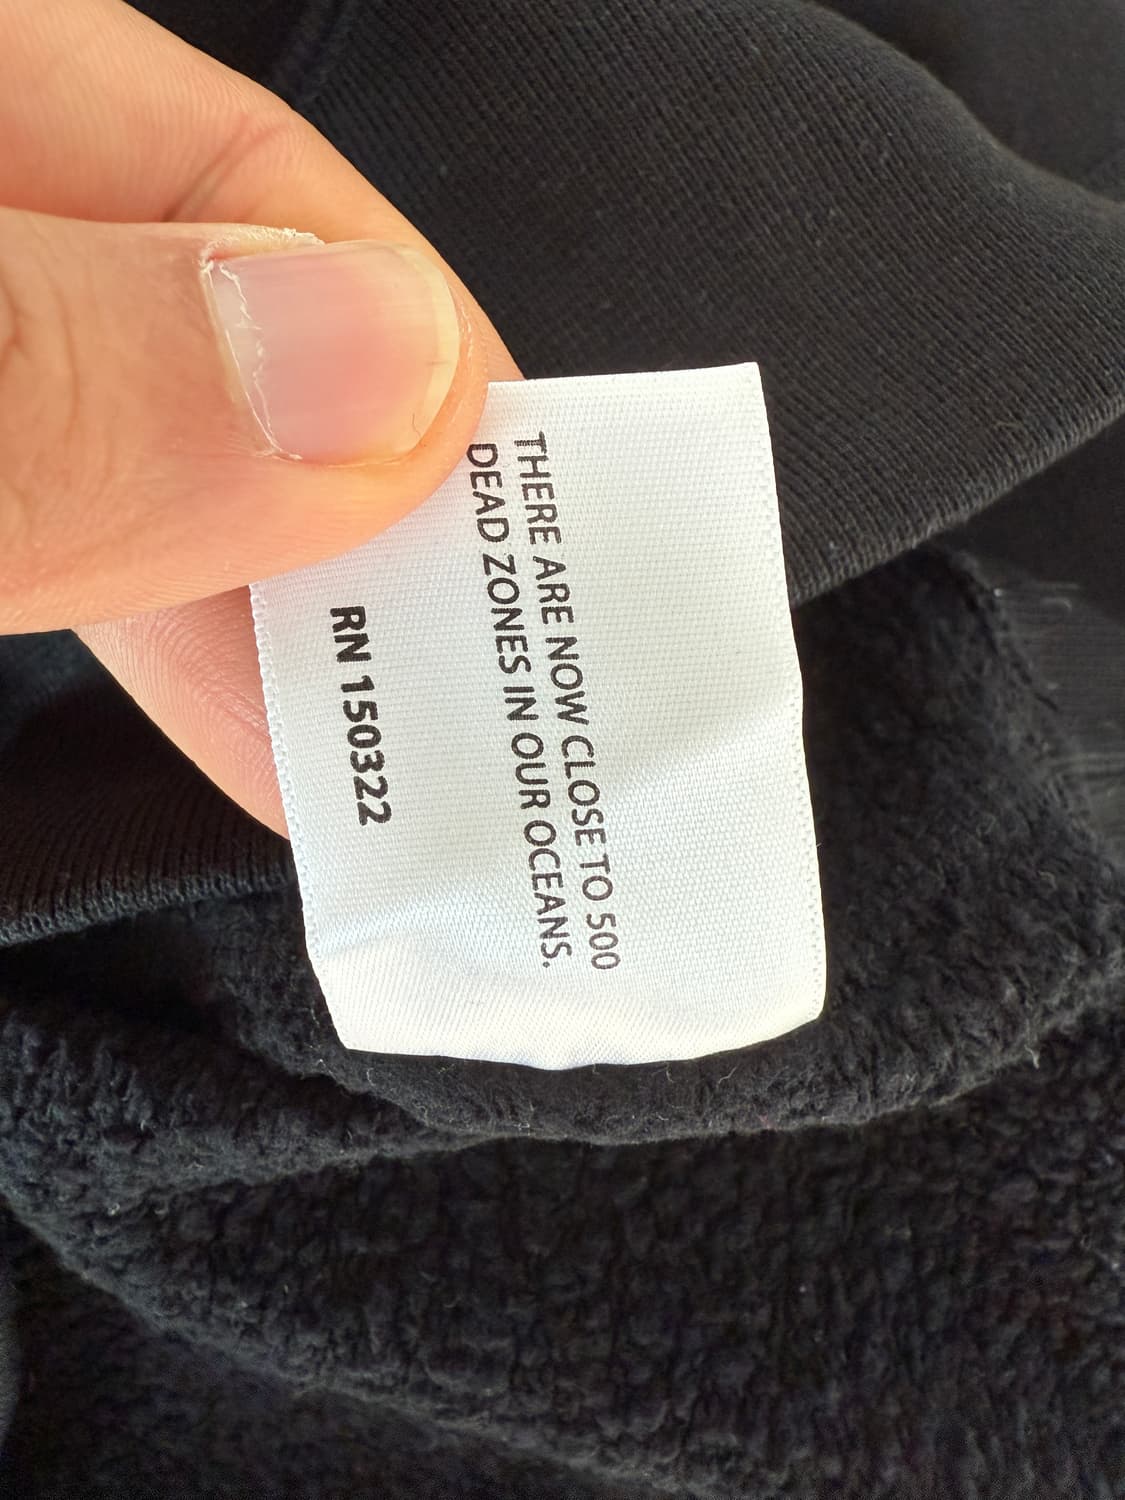 THERE ARE NOW CLOSE TO 500
DEAD ZONES IN OUR OCEANS.
RN 150322